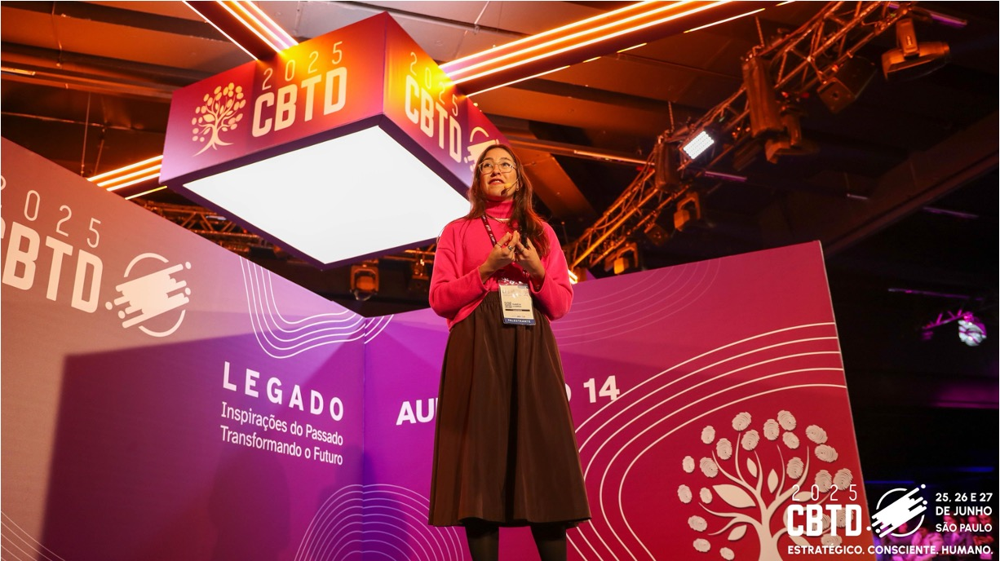 2025
CBTD
2025
CBTD
2025
CBTD
LEGADO
Inspirações do Passado
Transformando o Futuro
14
PALESTRANTE
2025
CBTD
25, 26 E 27
DE JUNHO
SÃO PAULO
ESTRATÉGICO. CONSCIENTE. HUMANO.